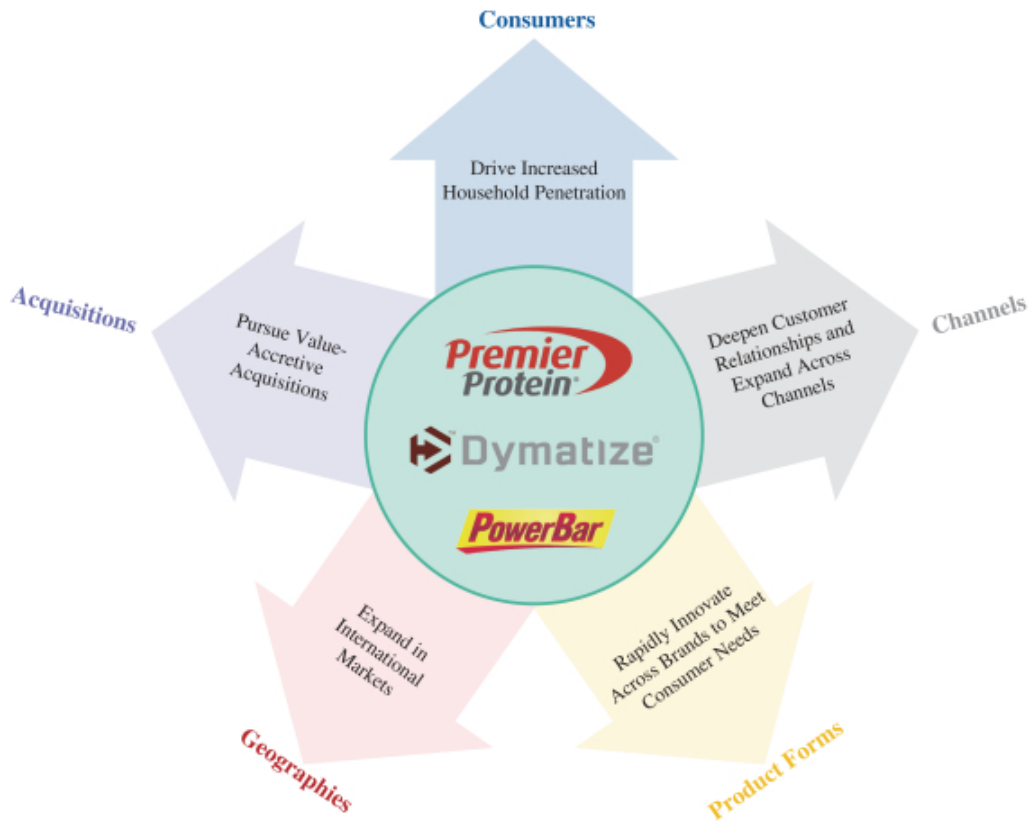 Consumers
Drive Increased
Household Penetration
Acquisitions
Pursue Value-
Accretive
Acquisitions
Deepen Customer
Relationships and
Expand Across
Channels
Channels
Premier
Protein®
™ Dymatize®
PowerBar
Expand in
International
Markets
Geographies
Rapidly Innovate
Across Brands to Meet
Consumer Needs
Product Forms